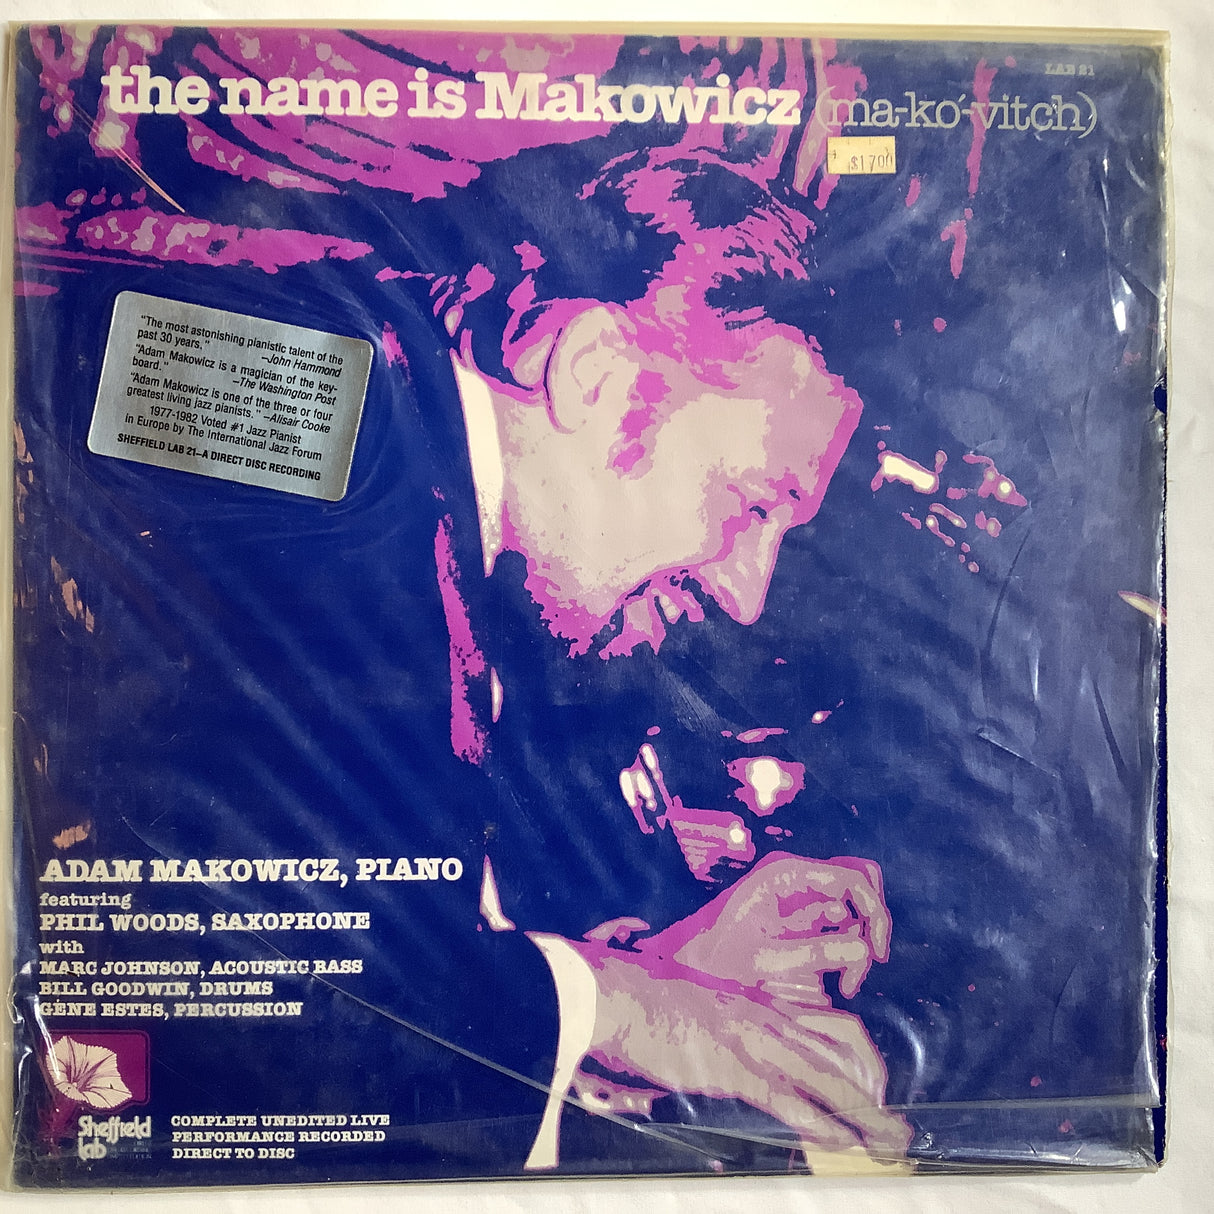 the name is Makowicz (ma-ko´-vitch)
LAB 21
$17.00
"The most astonishing pianistic talent of the
past 30 years." –John Hammond
"Adam Makowicz is a magician of the key-
board." –The Washington Post
"Adam Makowicz is one of the three or four
greatest living jazz pianists." –Alisair Cooke
1977-1982 Voted #1 Jazz Pianist
in Europe by The International Jazz Forum
SHEFFIELD LAB 21–A DIRECT DISC RECORDING
ADAM MAKOWICZ, PIANO
featuring
PHIL WOODS, SAXOPHONE
with
MARC JOHNSON, ACOUSTIC BASS
BILL GOODWIN, DRUMS
GENE ESTES, PERCUSSION
Sheffield
Lab
COMPLETE UNEDITED LIVE
PERFORMANCE RECORDED
DIRECT TO DISC